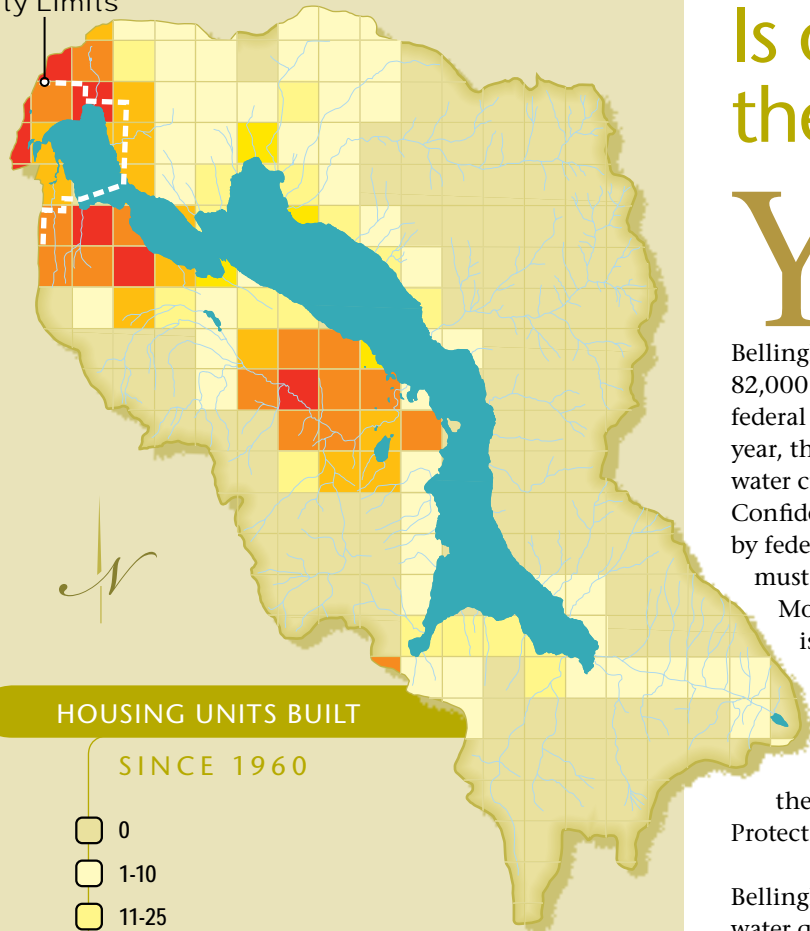 ty Limits
N
HOUSING UNITS BUILT
SINCE 1960
0
1-10
11-25
Is
the
Y
Belling
82,000
federal
year, th
water c
Confide
by fede
must
Mo
is
the
Protect
Belling
water q